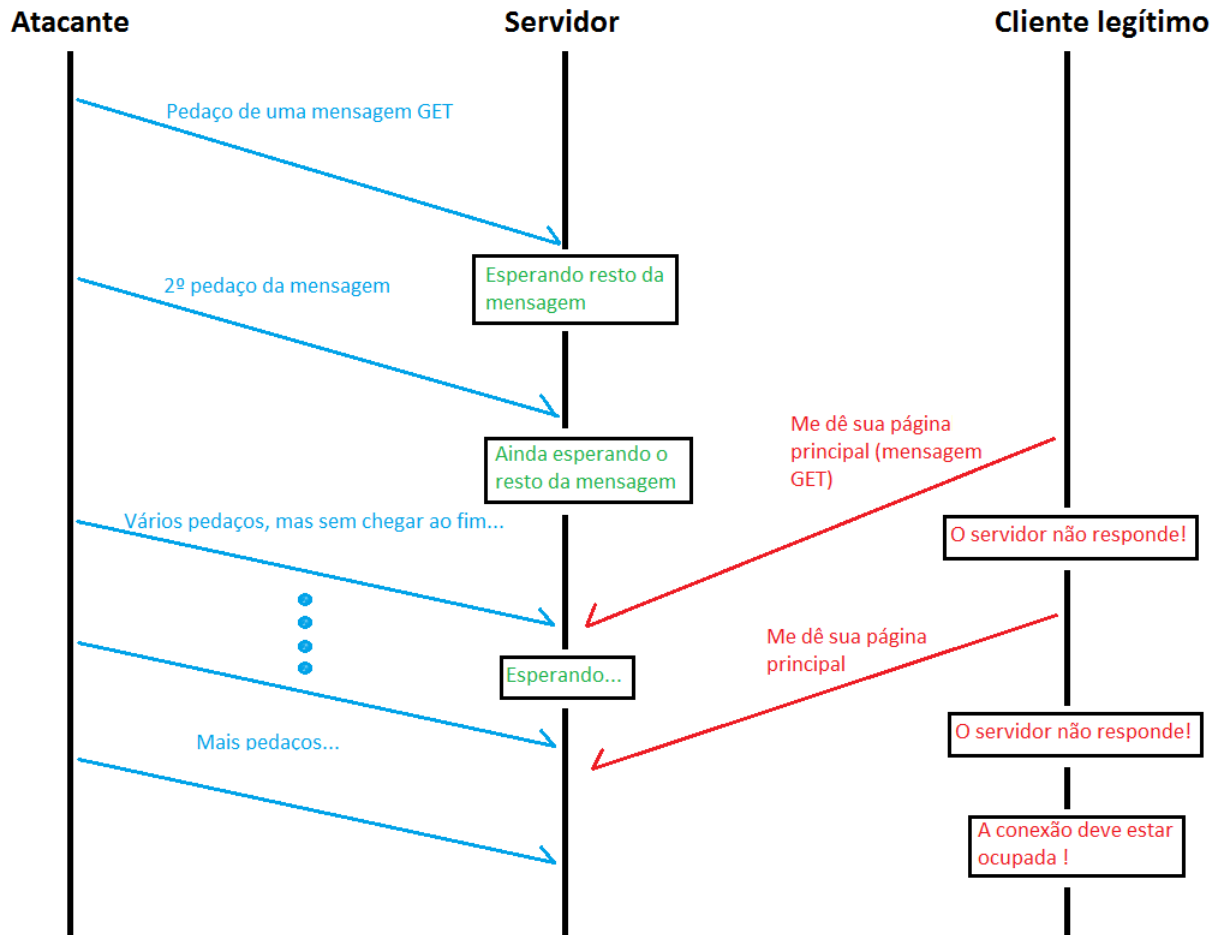 Atacante
Servidor
Cliente legítimo
Pedaço de uma mensagem GET
Esperando resto da
mensagem
2º pedaço da mensagem
Me dê sua página
principal (mensagem
GET)
Ainda esperando o
resto da mensagem
Vários pedaços, mas sem chegar ao fim...
O servidor não responde!
Me dê sua página
principal
Esperando...
O servidor não responde!
Mais pedaços...
A conexão deve estar
ocupada !